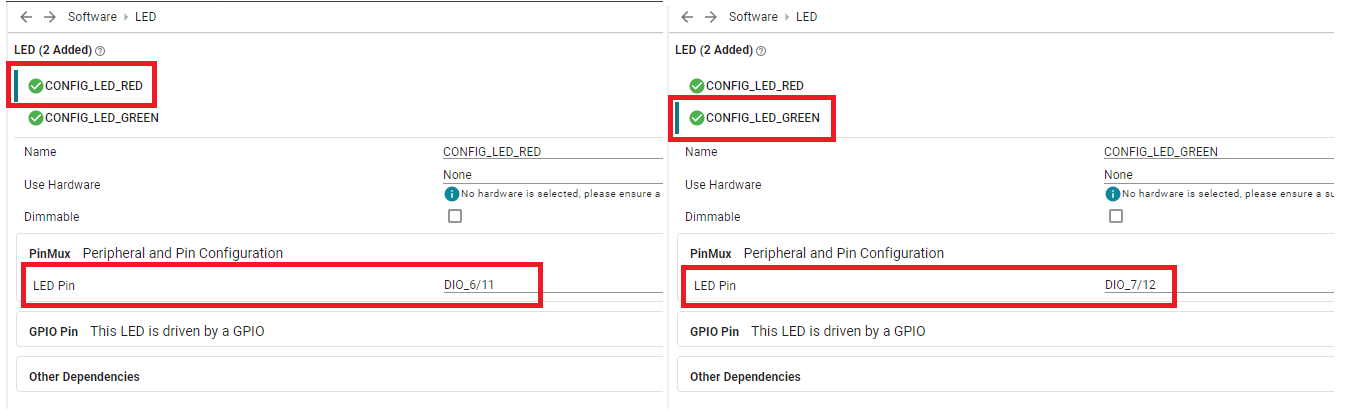 Software › LED
LED (2 Added)
CONFIG_LED_RED
CONFIG_LED_GREEN
Name CONFIG_LED_RED
Use Hardware None
No hardware is selected, please ensure a
Dimmable
PinMux Peripheral and Pin Configuration
LED Pin DIO_6/11
GPIO Pin This LED is driven by a GPIO
Other Dependencies
Software › LED
LED (2 Added)
CONFIG_LED_RED
CONFIG_LED_GREEN
Name CONFIG_LED_GREEN
Use Hardware None
No hardware is selected, please ensure a su
Dimmable
PinMux Peripheral and Pin Configuration
LED Pin DIO_7/12
GPIO Pin This LED is driven by a GPIO
Other Dependencies